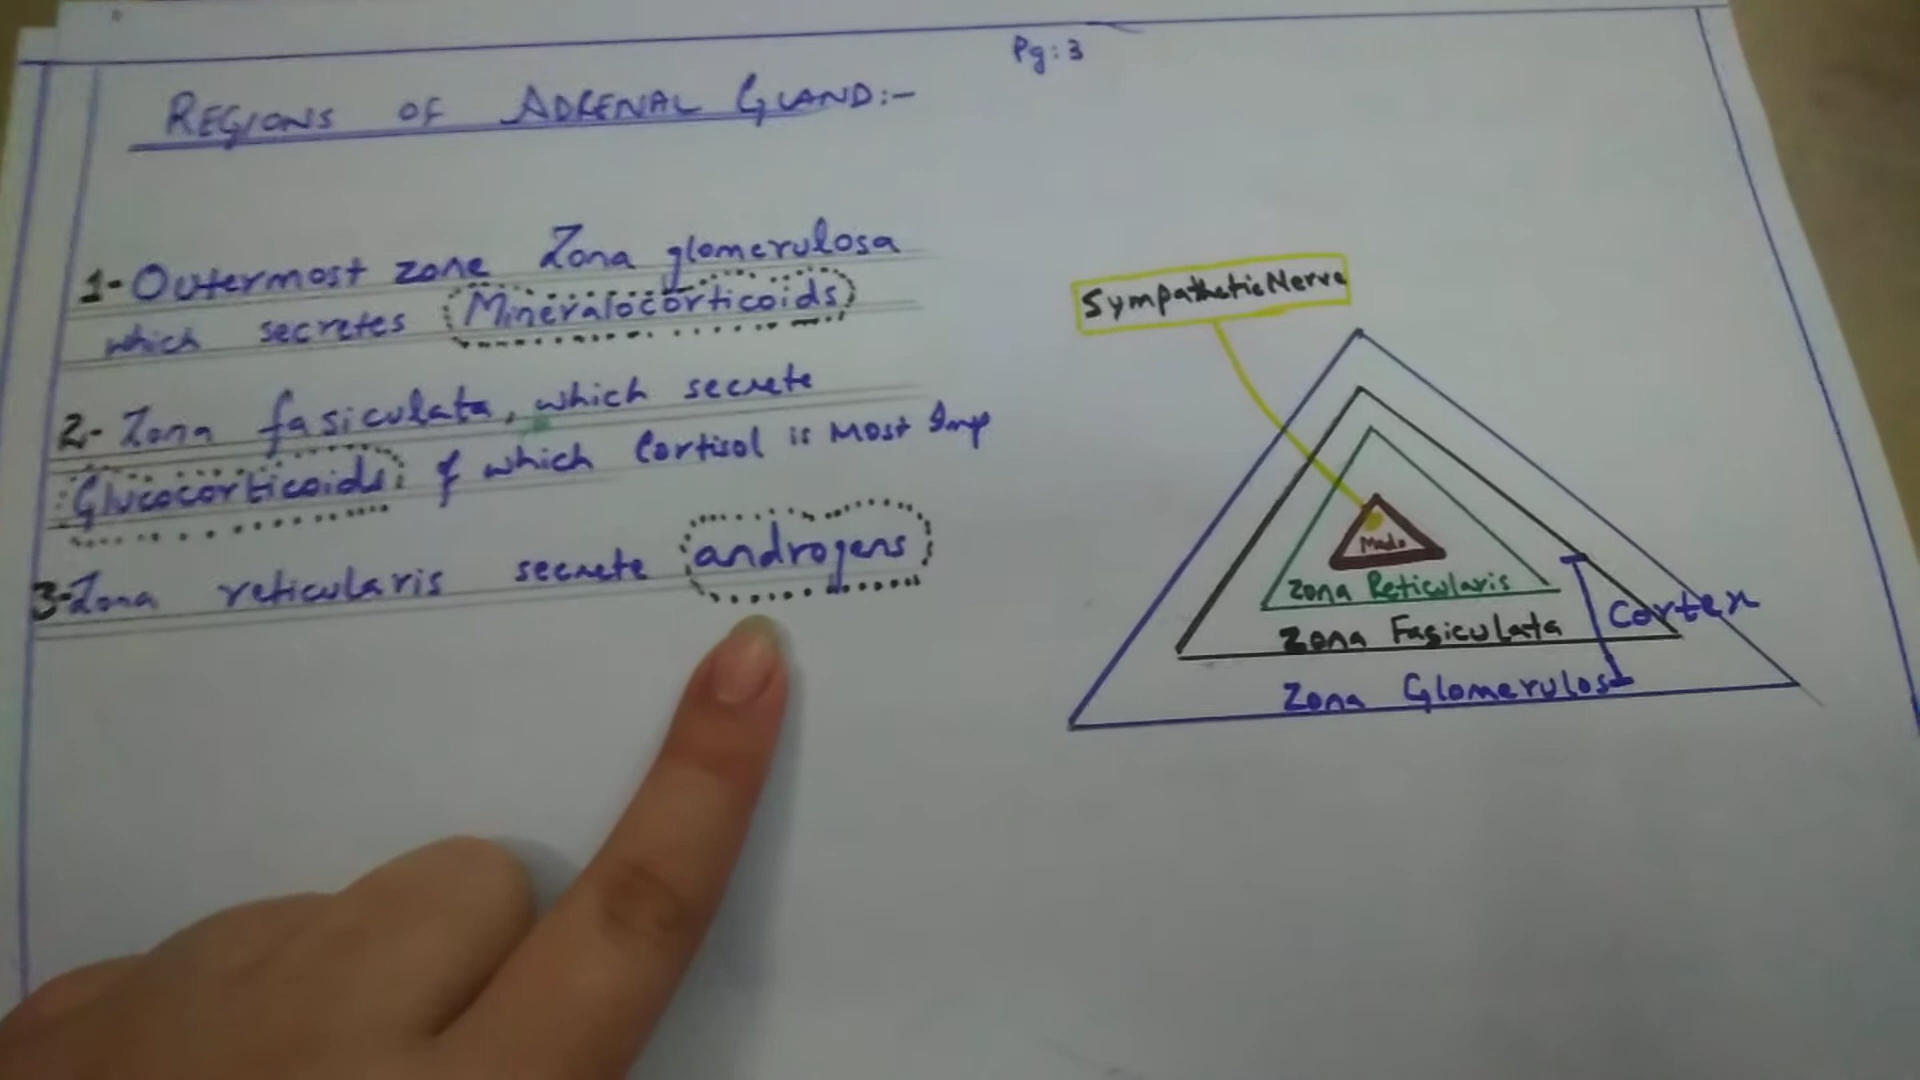 Pg: 3
REGIONS OF ADRENAL GLAND:-
1- Outermost zone Zona glomerulosa
which secretes Mineralocorticoids
2- Zona fasiculata, which secrete
Glucocorticoids of which Cortisol is Most Imp
3- Zona reticularis secrete androgens
Sympathetic Nerve
Medu
Zona Reticularis
Zona Fasiculata
Cortex
Zona Glomerulosa